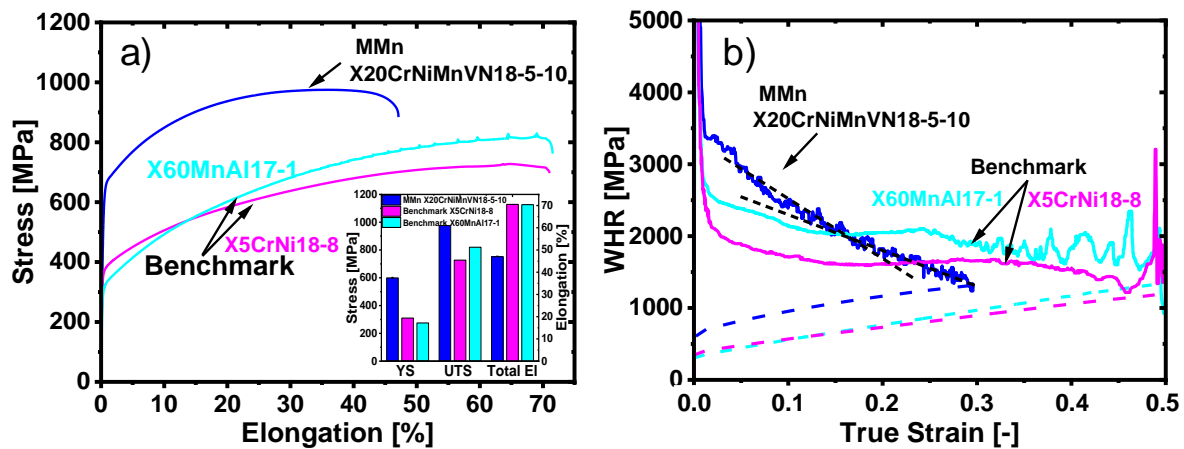 a)
Stress [MPa]
1200
1000
800
600
400
200
0
MMn
X20CrNiMnVN18-5-10
X60MnAl17-1
X5CrNi18-8
Benchmark
0 10 20 30 40 50 60 70
Elongation [%]
MMn X20CrNiMnVN18-5-10
Benchmark X5CrNi18-8
Benchmark X60MnAl17-1
Stress [MPa]
1200
1000
800
600
400
200
0
Elongation [%]
70
60
50
40
30
20
10
0
YS UTS Total El
b)
WHR [MPa]
5000
4000
3000
2000
1000
0
MMn
X20CrNiMnVN18-5-10
Benchmark
X60MnAl17-1
X5CrNi18-8
0.0 0.1 0.2 0.3 0.4 0.5
True Strain [-]